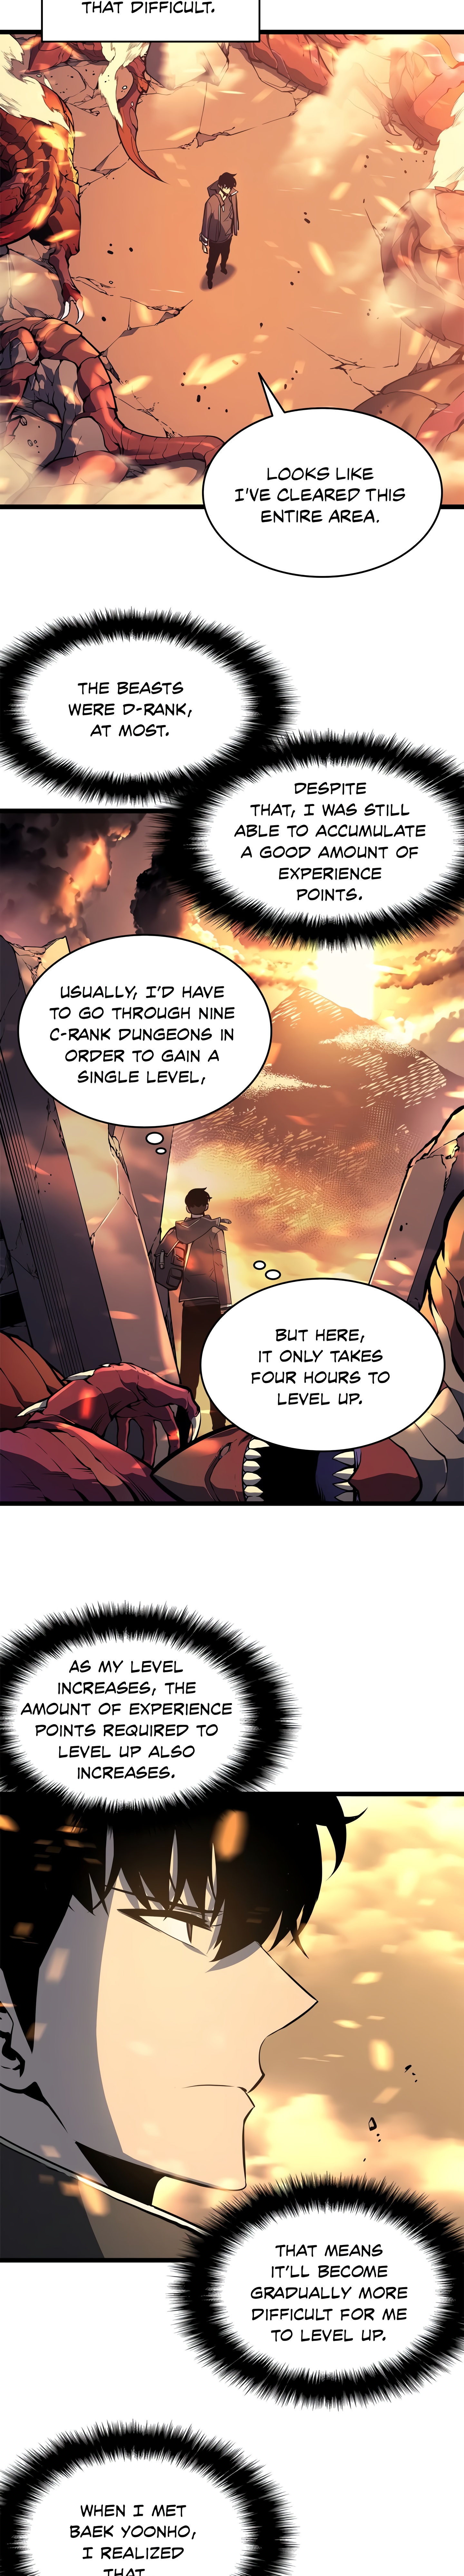 THAT DIFFICULT.
LOOKS LIKE
I'VE CLEARED THIS
ENTIRE AREA.
THE BEASTS
WERE D-RANK,
AT MOST.
DESPITE
THAT, I WAS STILL
ABLE TO ACCUMULATE
A GOOD AMOUNT OF
EXPERIENCE
POINTS.
USUALLY, I'D HAVE
TO GO THROUGH NINE
C-RANK DUNGEONS IN
ORDER TO GAIN A
SINGLE LEVEL,
BUT HERE,
IT ONLY TAKES
FOUR HOURS TO
LEVEL UP.
AS MY LEVEL
INCREASES, THE
AMOUNT OF EXPERIENCE
POINTS REQUIRED TO
LEVEL UP ALSO
INCREASES.
THAT MEANS
IT'LL BECOME
GRADUALLY MORE
DIFFICULT FOR ME
TO LEVEL UP.
WHEN I MET
BAEK YOONHO,
I REALIZED
THAT